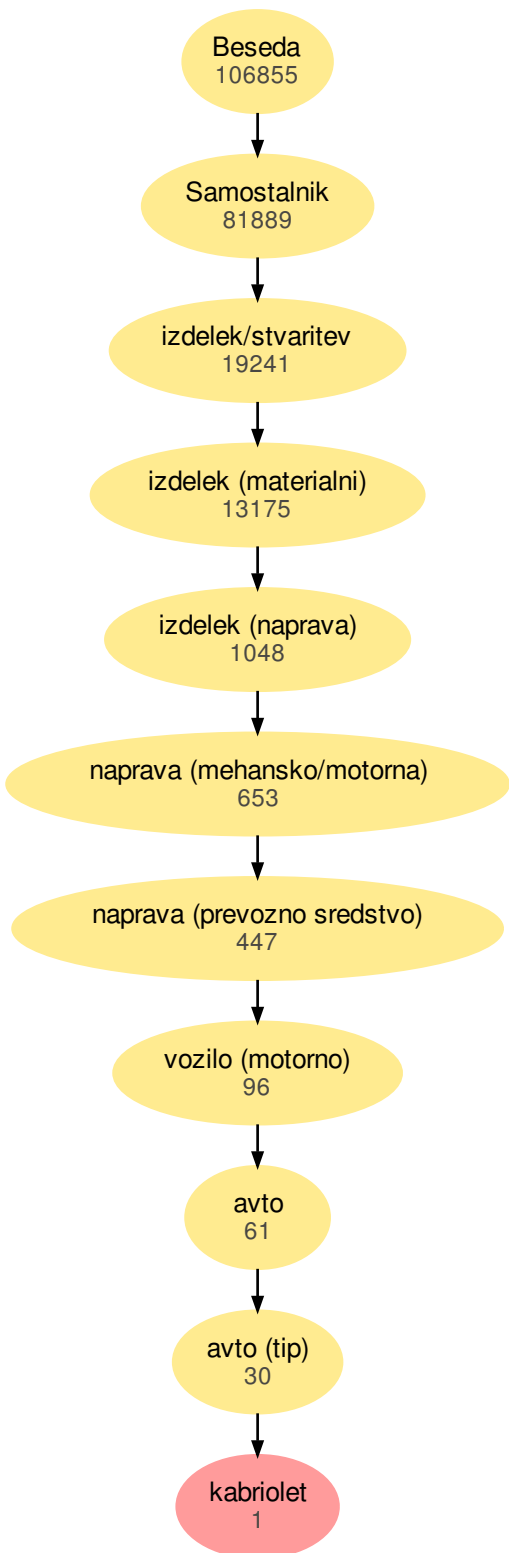 Beseda
106855
Samostalnik
81889
izdelek/stvaritev
19241
izdelek (materialni)
13175
izdelek (naprava)
1048
naprava (mehansko/motorna)
653
naprava (prevozno sredstvo)
447
vozilo (motorno)
96
avto
61
avto (tip)
30
kabriolet
1